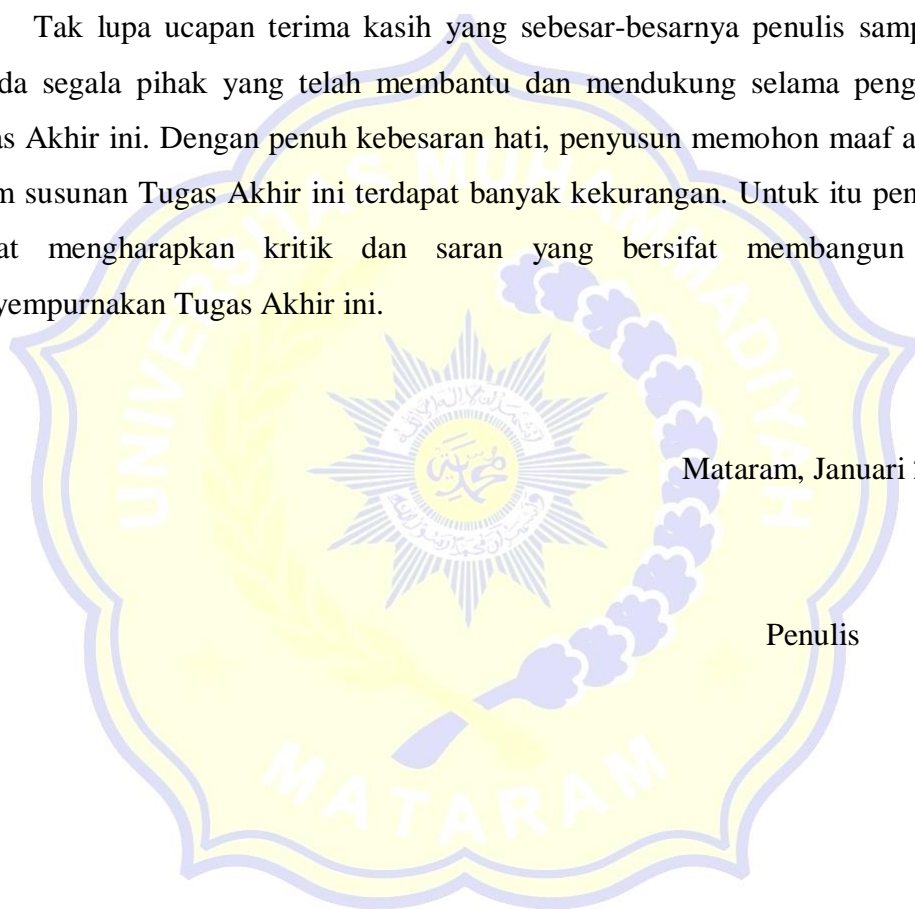 Tak lupa ucapan terima kasih yang sebesar-besarnya penulis samp
da segala pihak yang telah membantu dan mendukung selama peng
as Akhir ini. Dengan penuh kebesaran hati, penyusun memohon maaf a
m susunan Tugas Akhir ini terdapat banyak kekurangan. Untuk itu pen
at mengharapkan kritik dan saran yang bersifat membangun
yempurnakan Tugas Akhir ini.
UNIVERSITAS MUHAMMADIYAH
Mataram, Januari
Penulis
MATARAM